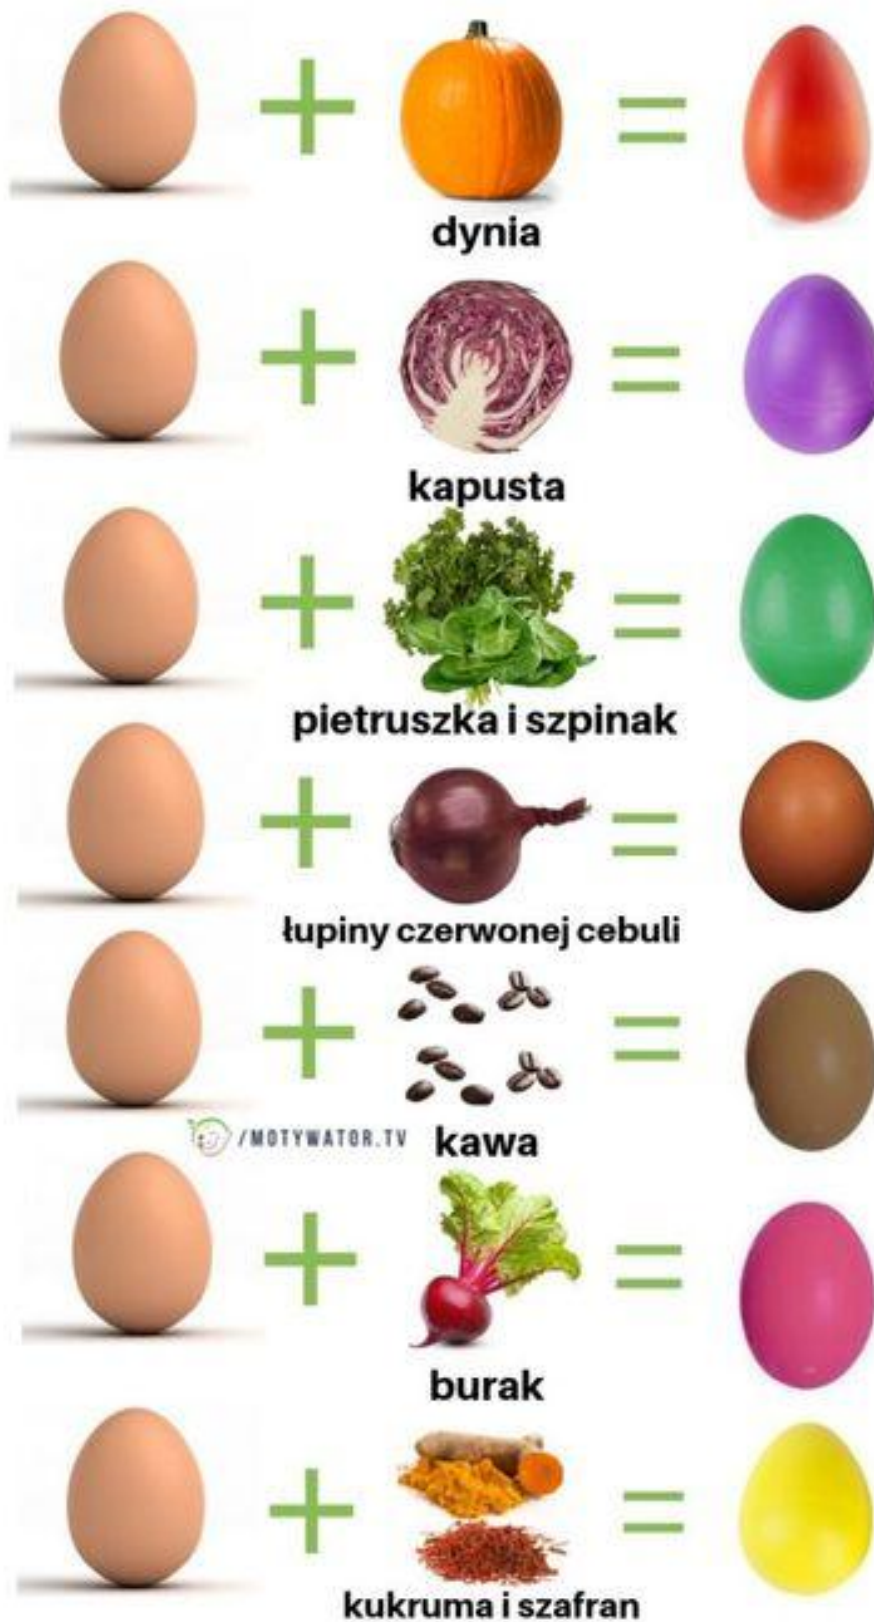 dynia
kapusta
pietruszka i szpinak
łupiny czerwonej cebuli
/MOTYWATOR.TV
kawa
burak
kukruma i szafran